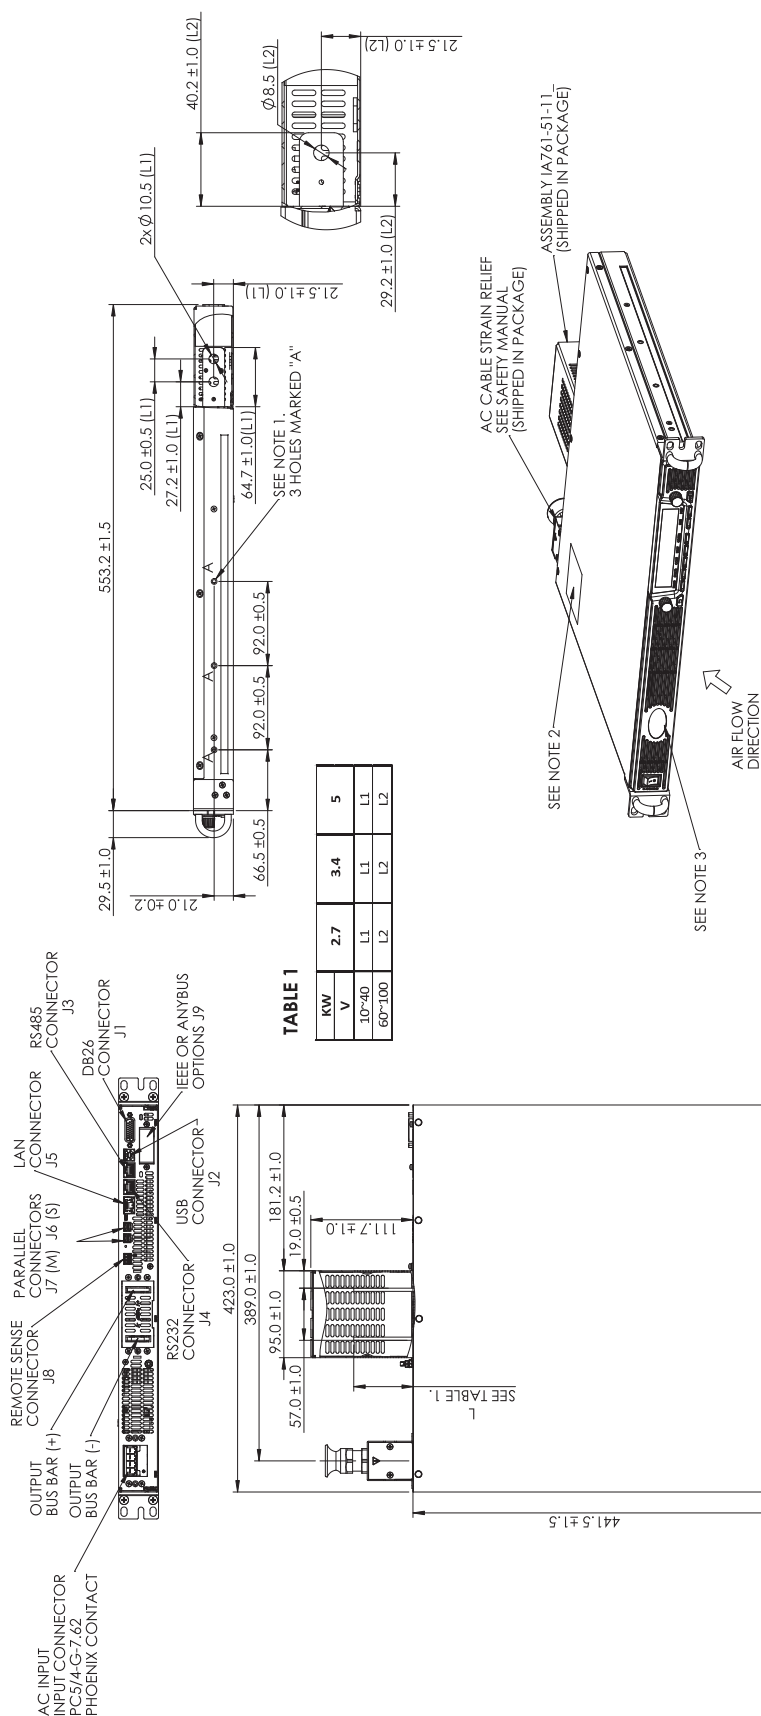 AC INPUT
INPUT CONNECTOR
PC5/4-G-7.62
PHOENIX CONTACT
OUTPUT
BUS BAR (+)
OUTPUT
BUS BAR (-)
REMOTE SENSE
CONNECTOR
J8
PARALLEL
CONNECTORS
J7 (M) J6 (S)
LAN
CONNECTOR
J5
RS485
CONNECTOR
J3
DB26
CONNECTOR
J1
IEEE OR ANYBUS
OPTIONS J9
USB
CONNECTOR
J2
RS232
CONNECTOR
J4
423.0 ±1.0
389.0 ±1.0
181.2 ±1.0
95.0 ±1.0
19.0 ±0.5
57.0 ±1.0
111.7 ±1.0
L
SEE TABLE 1.
441.5 ±1.5
29.5 ±1.0
553.2 ±1.5
21.0 ±0.2
66.5 ±0.5
92.0 ±0.5
92.0 ±0.5
A
A
A
25.0 ±0.5 (L1)
27.2 ±1.0 (L1)
64.7 ±1.0(L1)
SEE NOTE 1.
3 HOLES MARKED "A"
2x Ø 10.5 (L1)
21.5 ±1.0 (L1)
40.2 ±1.0 (L2)
Ø 8.5 (L2)
21.5 ±1.0 (L2)
29.2 ±1.0 (L2)
TABLE 1
KW 2.7 3.4 5
V
10~40 L1 L1 L1
60~100 L2 L2 L2
SEE NOTE 2
SEE NOTE 3
AC CABLE STRAIN RELIEF
SEE SAFETY MANUAL
(SHIPPED IN PACKAGE)
ASSEMBLY IA761-51-11_
(SHIPPED IN PACKAGE)
AIR FLOW
DIRECTION